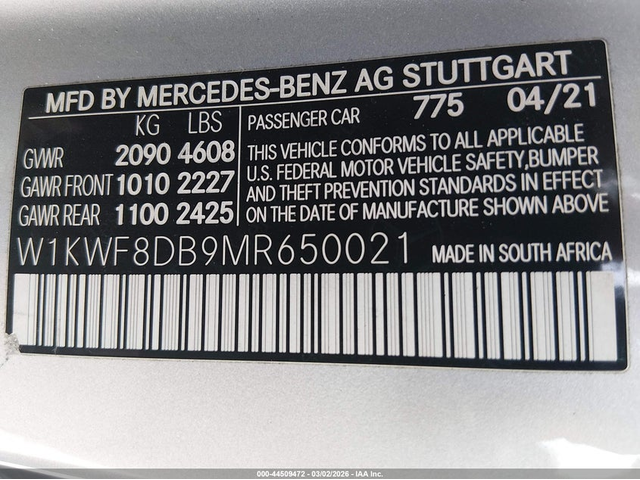 MFD BY MERCEDES-BENZ AG STUTTGART
KG LBS PASSENGER CAR 775 04/21
GVWR 2090 4608
GAWR FRONT 1010 2227
GAWR REAR 1100 2425
THIS VEHICLE CONFORMS TO ALL APPLICABLE
U.S. FEDERAL MOTOR VEHICLE SAFETY,BUMPER
AND THEFT PREVENTION STANDARDS IN EFFECT
ON THE DATE OF MANUFACTURE SHOWN ABOVE
W1KWF8DB9MR650021 MADE IN SOUTH AFRICA
000-44509472 — 03/02/2026 — IAA Inc.